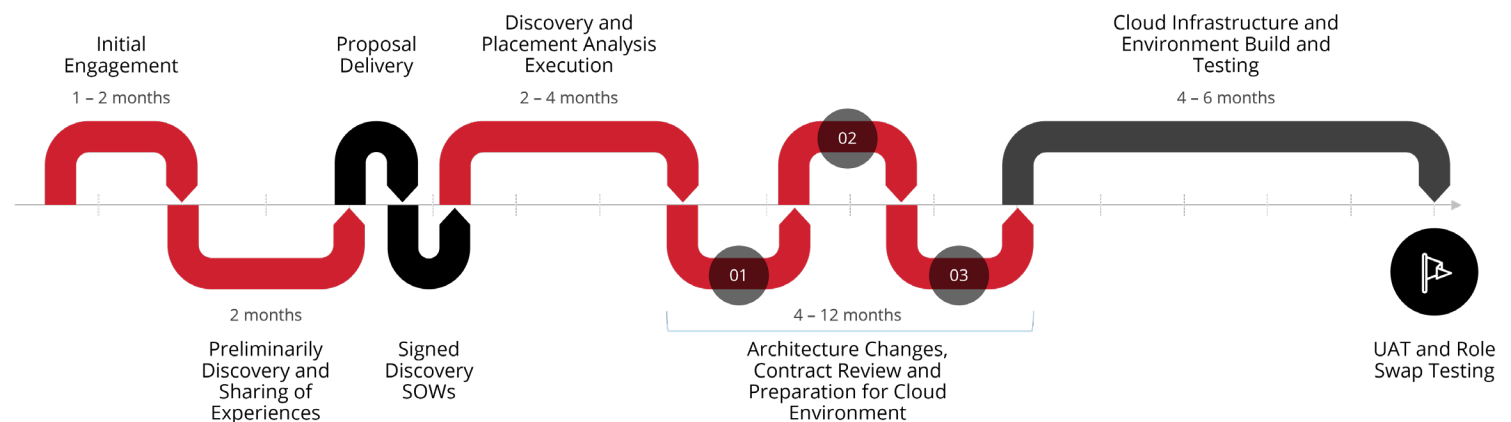 Initial
Engagement
1 – 2 months
Proposal
Delivery
Discovery and
Placement Analysis
Execution
2 – 4 months
Cloud Infrastructure and
Environment Build and
Testing
4 – 6 months
02
01
03
2 months
Preliminarily
Discovery and
Sharing of
Experiences
Signed
Discovery
SOWs
4 – 12 months
Architecture Changes,
Contract Review and
Preparation for Cloud
Environment
UAT and Role
Swap Testing